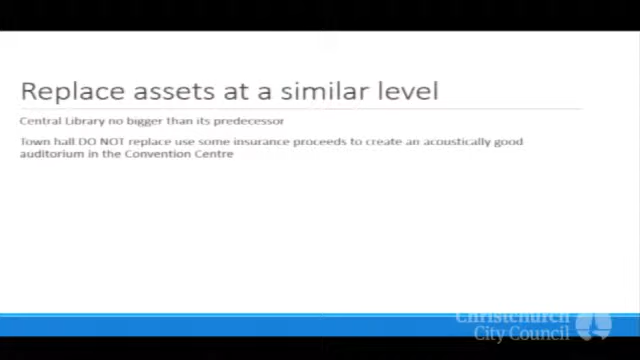 Replace assets at a similar level
Central Library no bigger than its predecessor
Town hall DO NOT replace use some insurance proceeds to create an acoustically good
auditorium in the Convention Centre
Christchurch
City Council